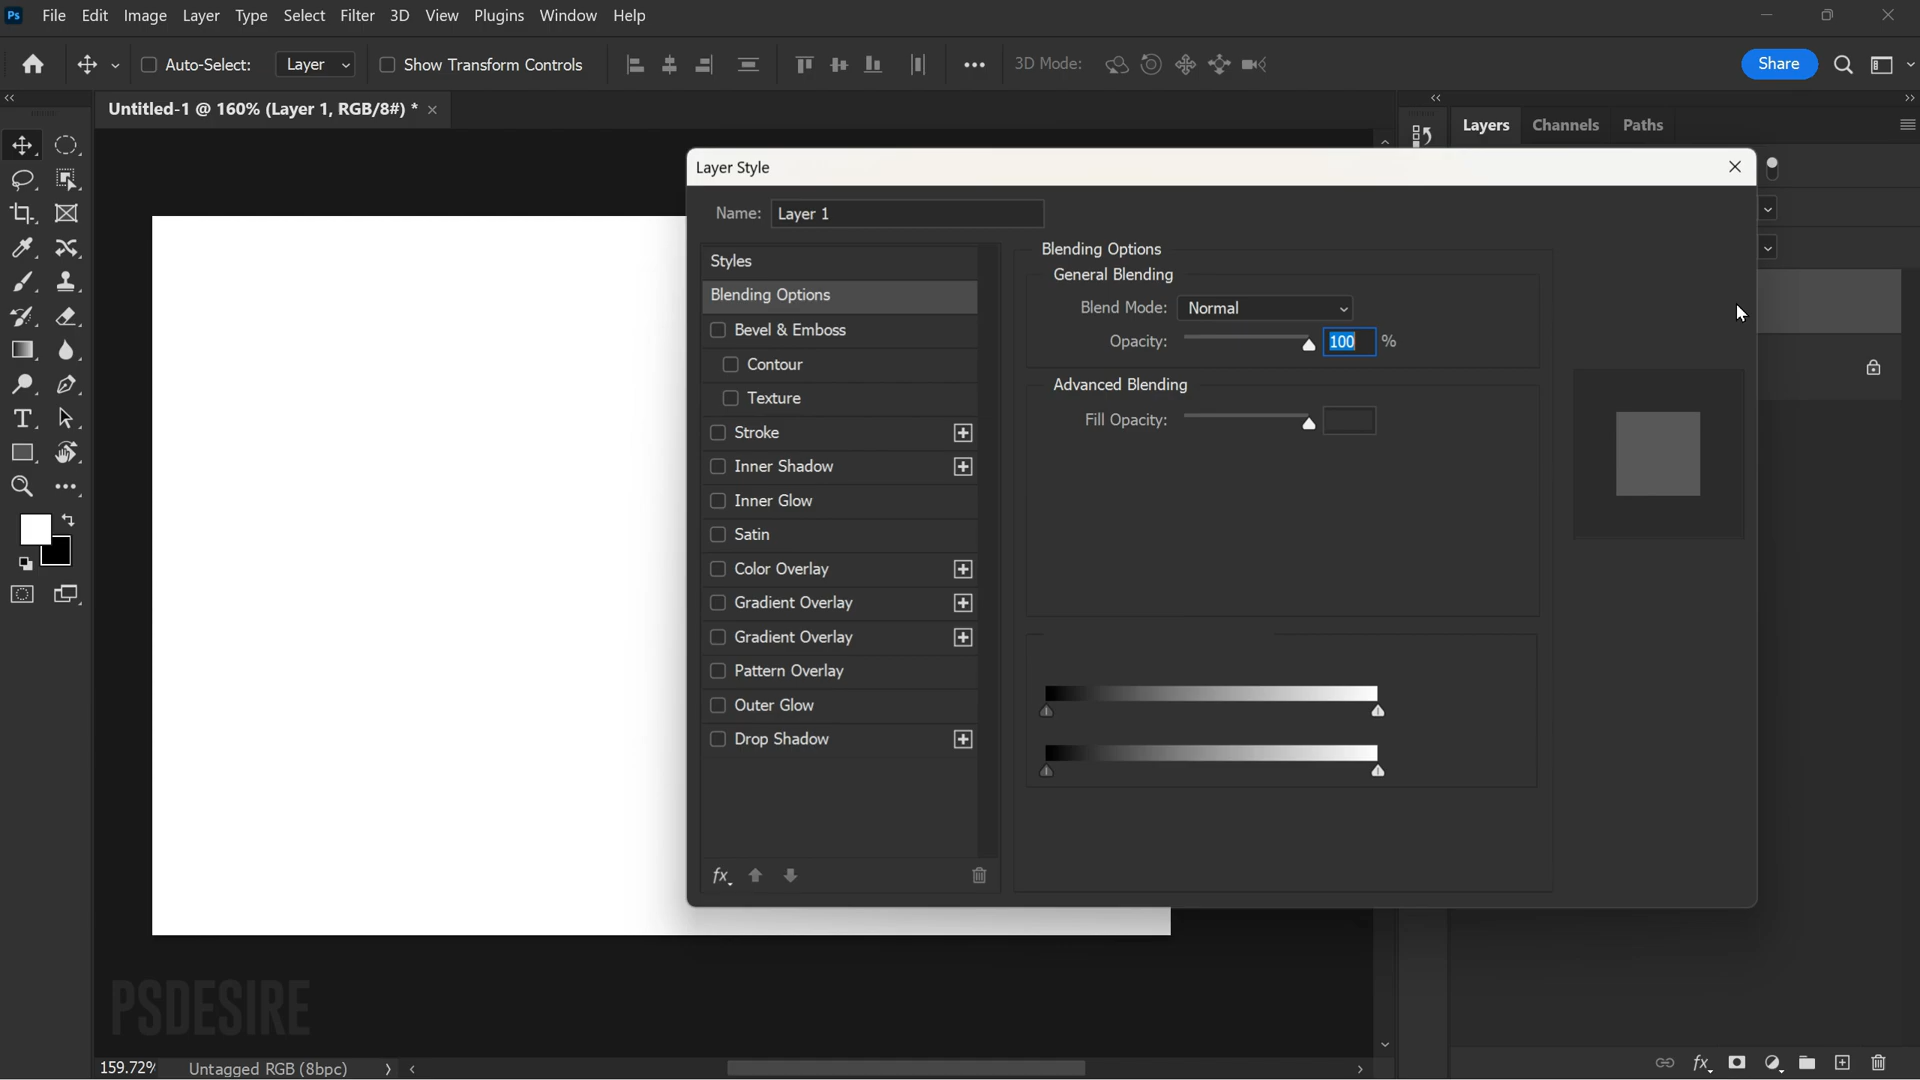 Ps File Edit Image Layer Select Type Filter 3D View Plugins Window Help
Auto-Select: Layer Show Transform Controls 3D Mode: Share
Untitled-1 @ 160% (Layer 1, RGB/8#) *
Layers Channels Paths
Layer Style
Name: Layer 1
Styles
Blending Options
Bevel & Emboss
Contour
Texture
Stroke
Inner Shadow
Inner Glow
Satin
Color Overlay
Gradient Overlay
Gradient Overlay
Pattern Overlay
Outer Glow
Drop Shadow
fx
Blending Options
General Blending
Blend Mode: Normal
Opacity: 100 %
Advanced Blending
Fill Opacity:
T
PSDESIRE
159.72% Untagged RGB (8bpc)
fx